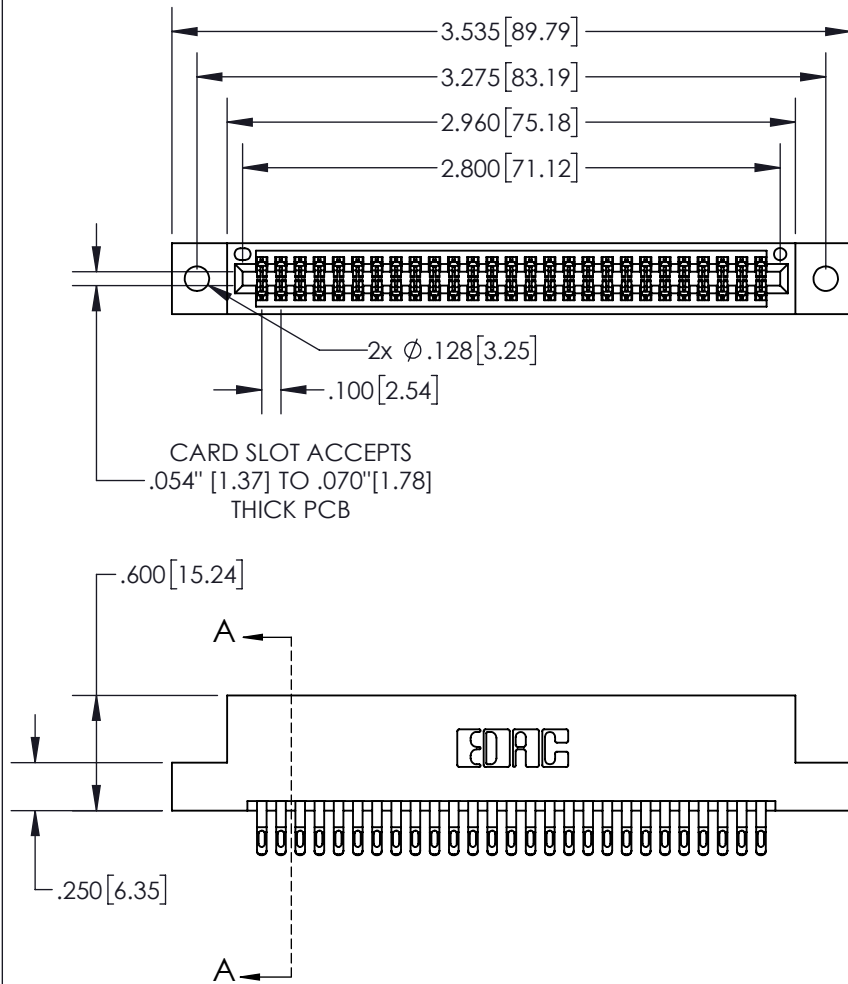 3.535[89.79]
3.275[83.19]
2.960[75.18]
2.800[71.12]
2x Ø.128[3.25]
.100[2.54]
CARD SLOT ACCEPTS
.054" [1.37] TO .070"[1.78]
THICK PCB
.600[15.24]
A
EDAC
.250[6.35]
A